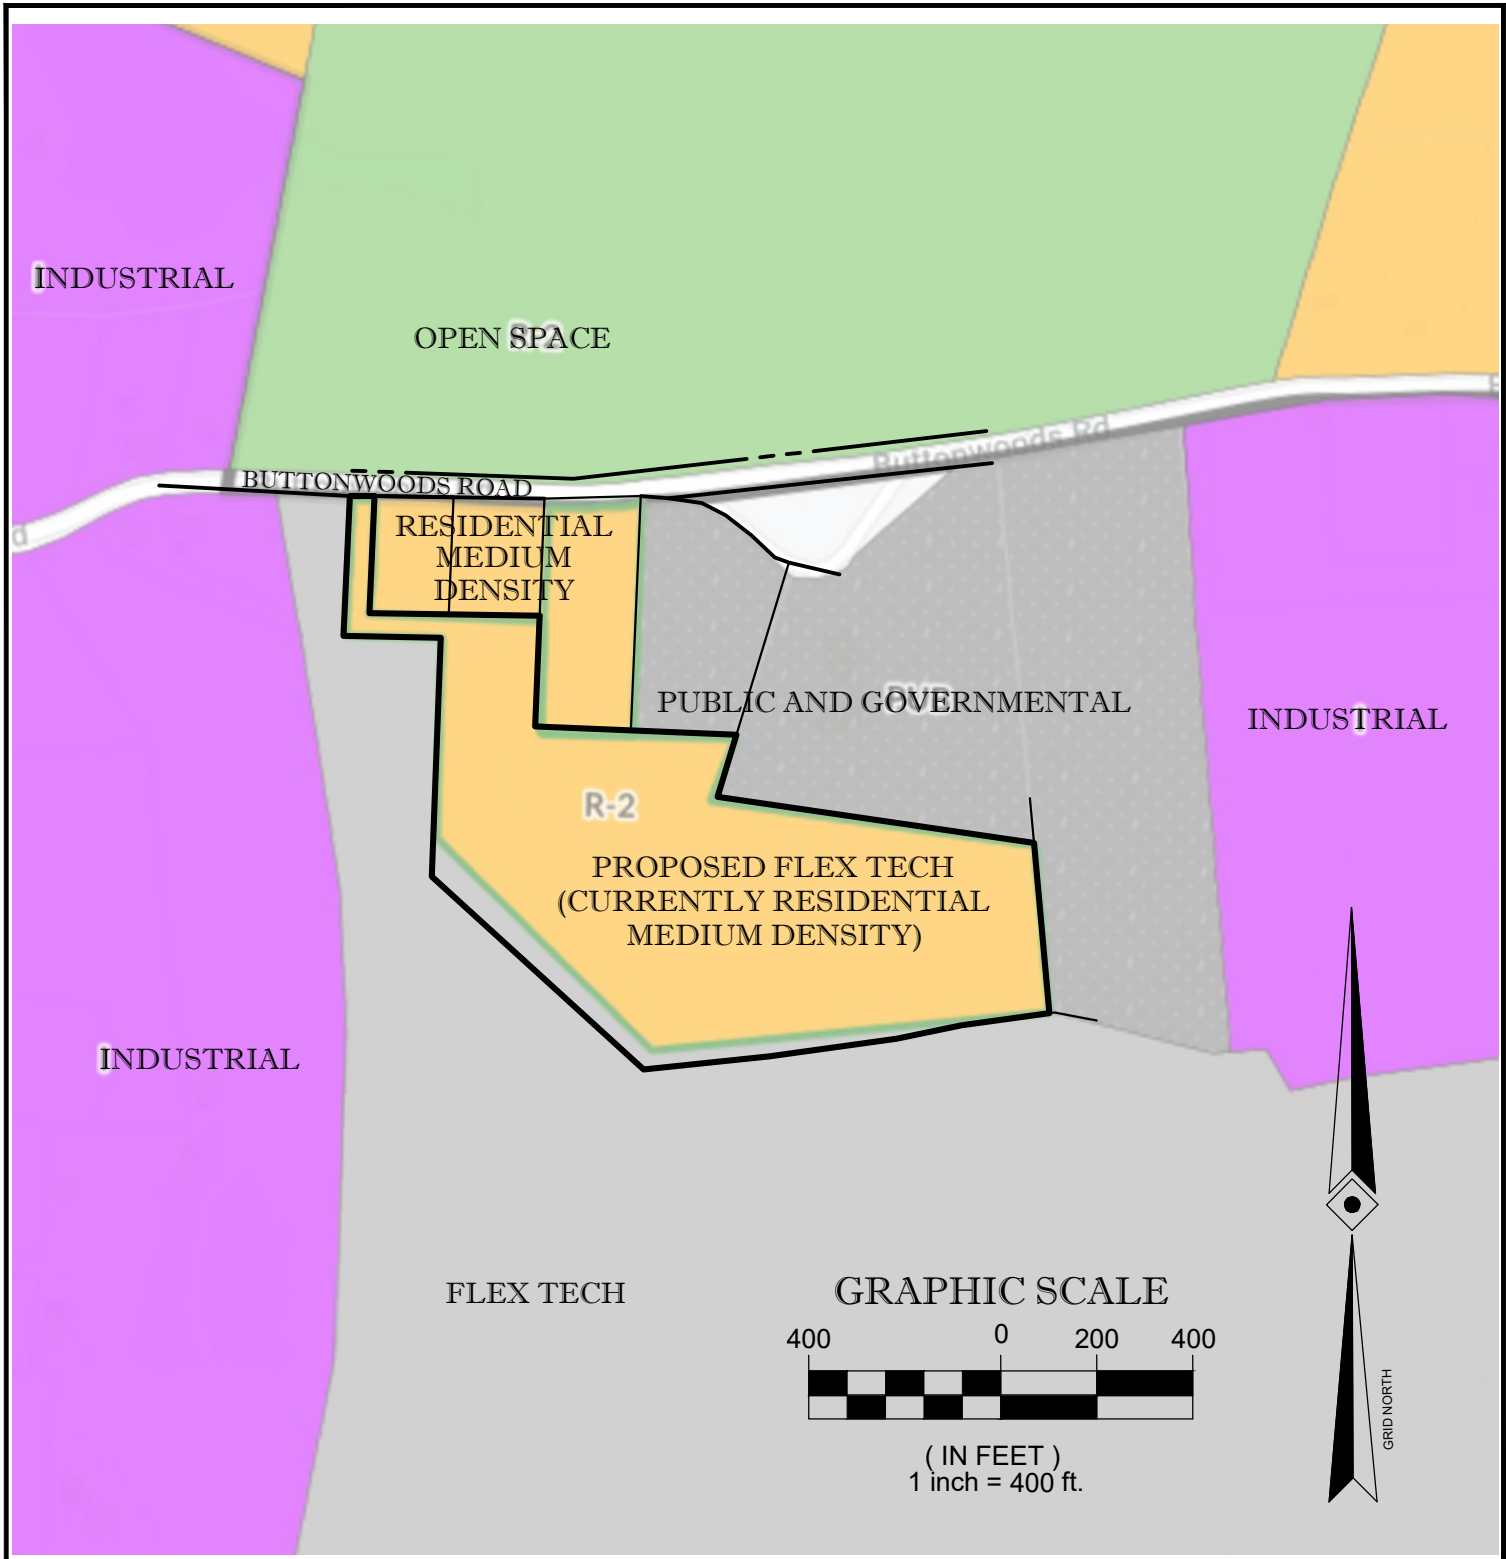 INDUSTRIAL
OPEN SPACE
R-2
Buttonwoods Rd
BUTTONWOODS ROAD
d
RESIDENTIAL
MEDIUM
DENSITY
PUBLIC AND GOVERNMENTAL
INDUSTRIAL
I
R-2
PROPOSED FLEX TECH
(CURRENTLY RESIDENTIAL
MEDIUM DENSITY)
INDUSTRIAL
FLEX TECH
GRAPHIC SCALE
400 0 200 400
( IN FEET )
1 inch = 400 ft.
GRID NORTH